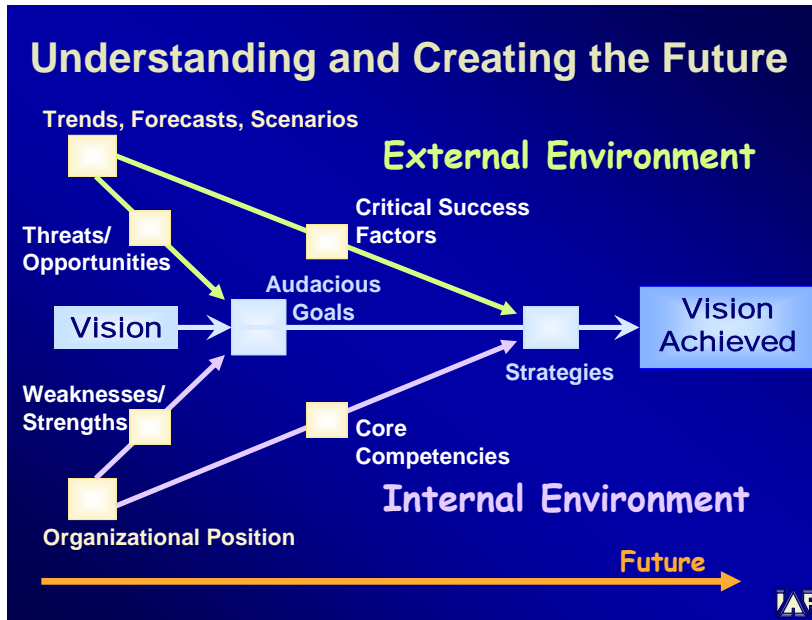 Understanding and Creating the Future
Trends, Forecasts, Scenarios
External Environment
Critical Success
Factors
Threats/
Opportunities
Audacious
Goals
Vision
Vision
Achieved
Strategies
Weaknesses/
Strengths
Core
Competencies
Internal Environment
Organizational Position
Future